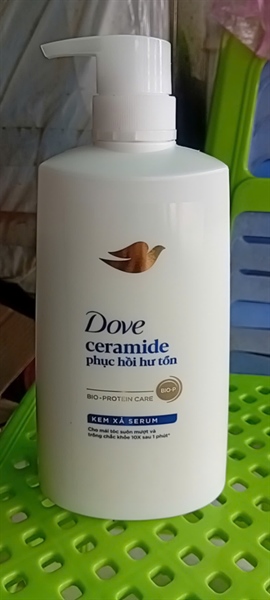 Dove
ceramide
phục hồi hư tổn
BIO-PROTEIN CARE
BIO-P
KEM XẢ SERUM
Cho mái tóc suôn mượt và
trông chắc khỏe 10X sau 1 phút*